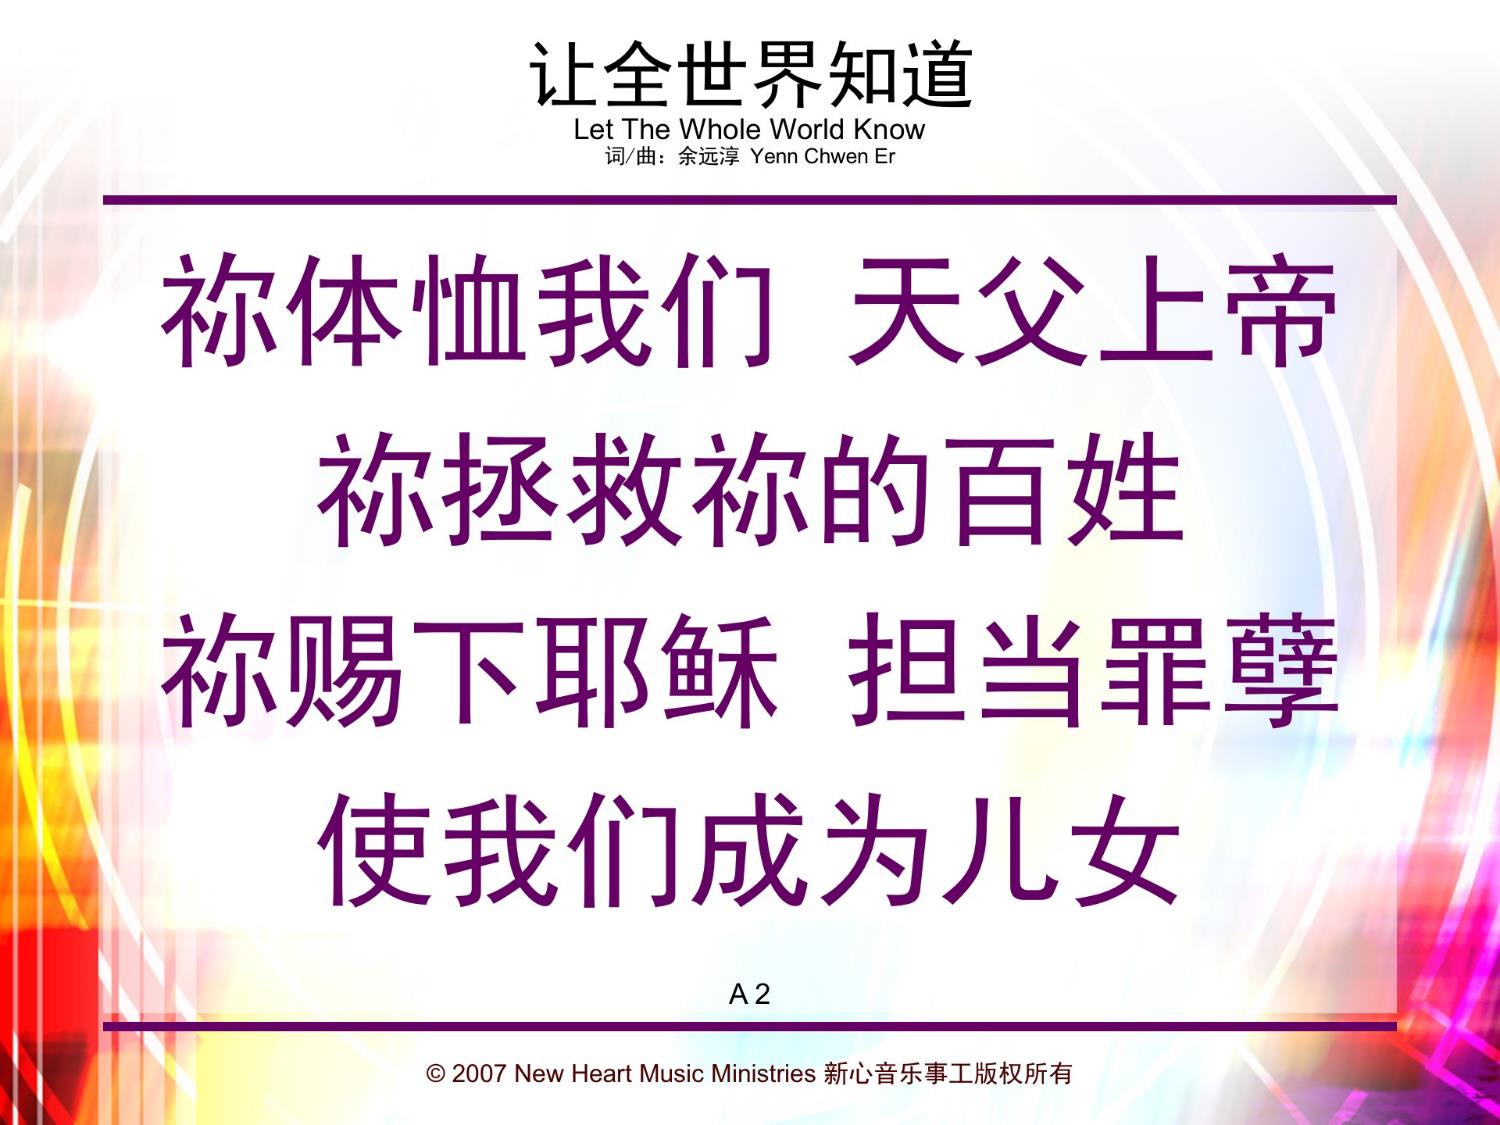 让全世界知道
Let The Whole World Know
词/曲：余远淳 Yenn Chwen Er
祢体恤我们 天父上帝
祢拯救祢的百姓
祢赐下耶稣 担当罪孽
使我们成为儿女
A 2
© 2007 New Heart Music Ministries 新心音乐事工版权所有